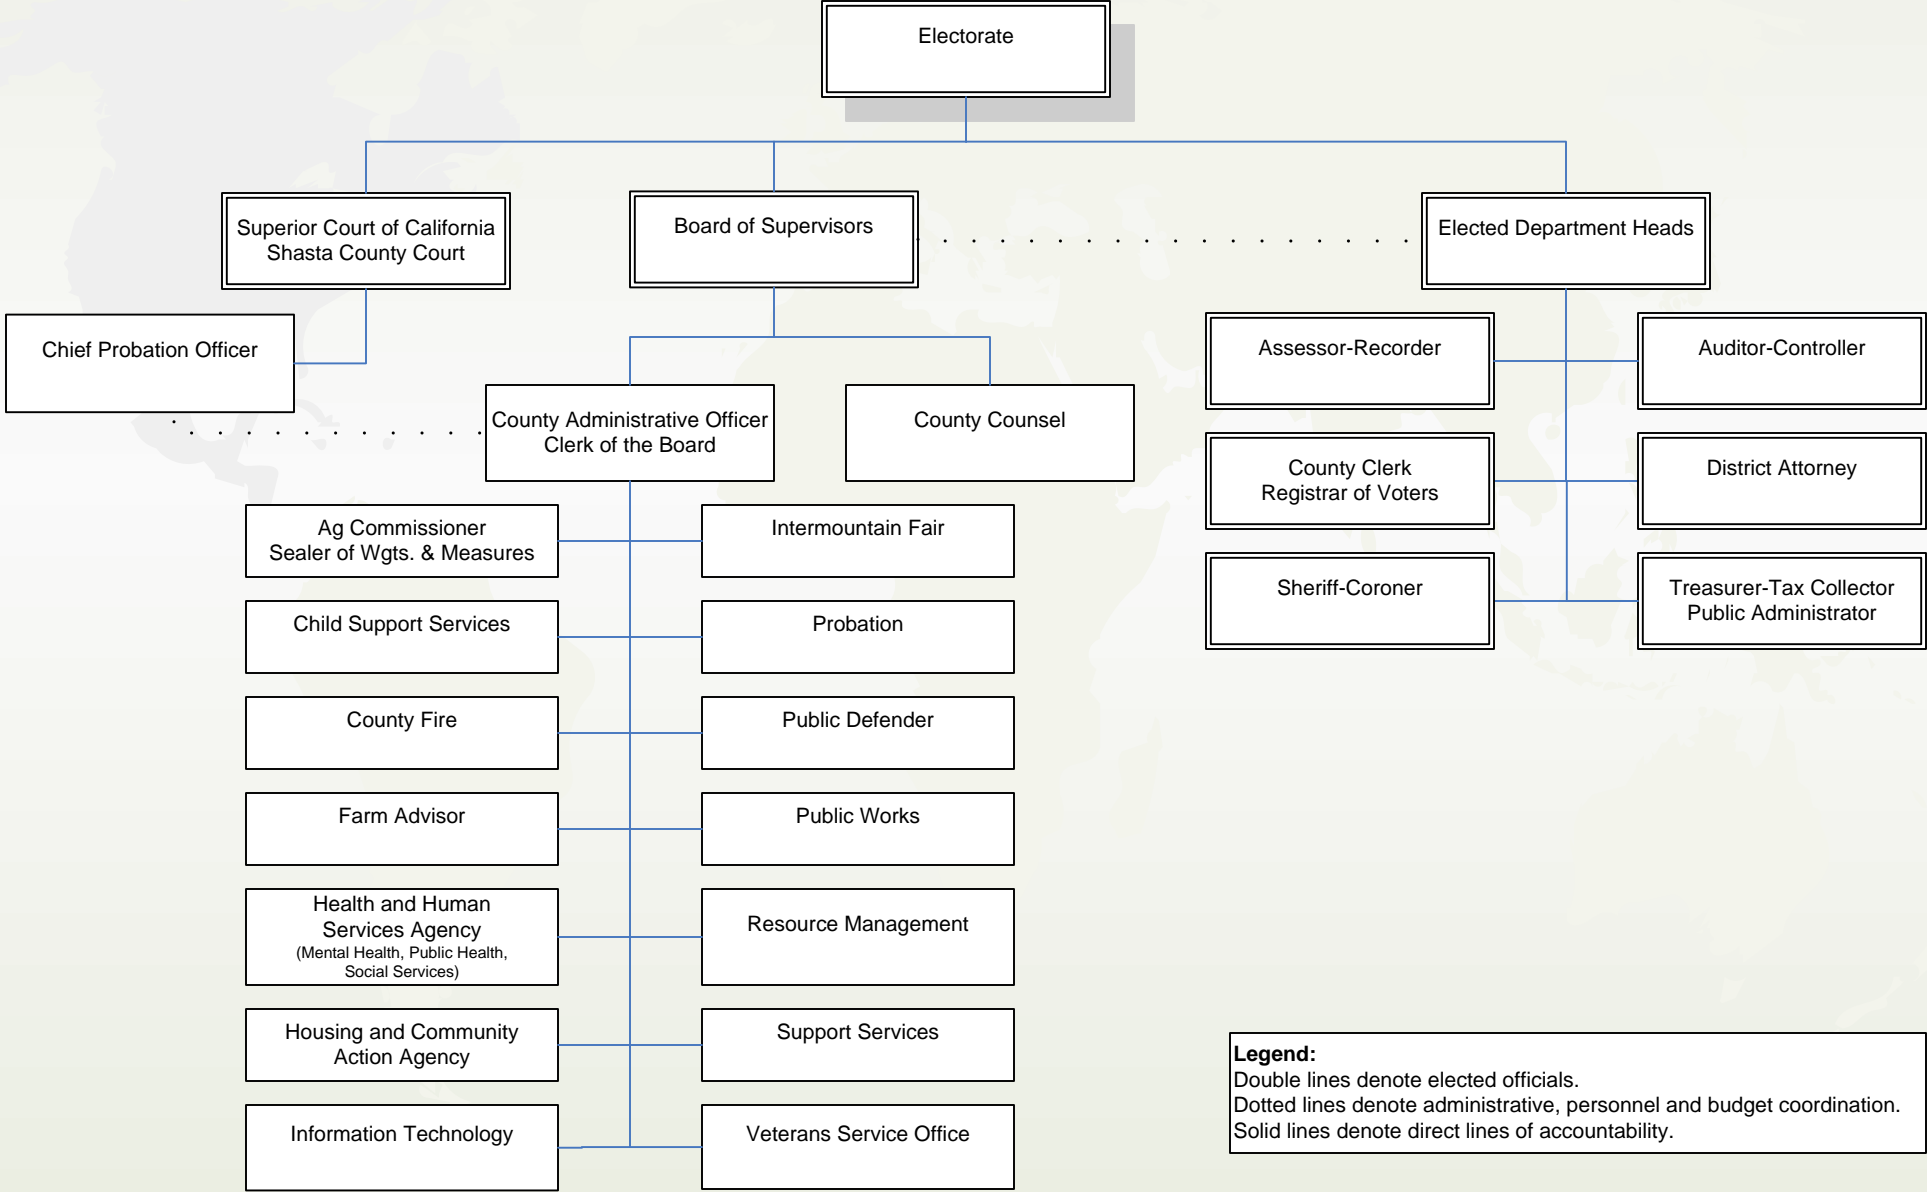 Electorate
Superior Court of California
Shasta County Court
Board of Supervisors
Elected Department Heads
Chief Probation Officer
County Administrative Officer
Clerk of the Board
County Counsel
Assessor-Recorder
Auditor-Controller
County Clerk
Registrar of Voters
District Attorney
Sheriff-Coroner
Treasurer-Tax Collector
Public Administrator
Ag Commissioner
Sealer of Wgts. & Measures
Intermountain Fair
Child Support Services
Probation
County Fire
Public Defender
Farm Advisor
Public Works
Health and Human
Services Agency
(Mental Health, Public Health,
Social Services)
Resource Management
Housing and Community
Action Agency
Support Services
Information Technology
Veterans Service Office
Legend:
Double lines denote elected officials.
Dotted lines denote administrative, personnel and budget coordination.
Solid lines denote direct lines of accountability.